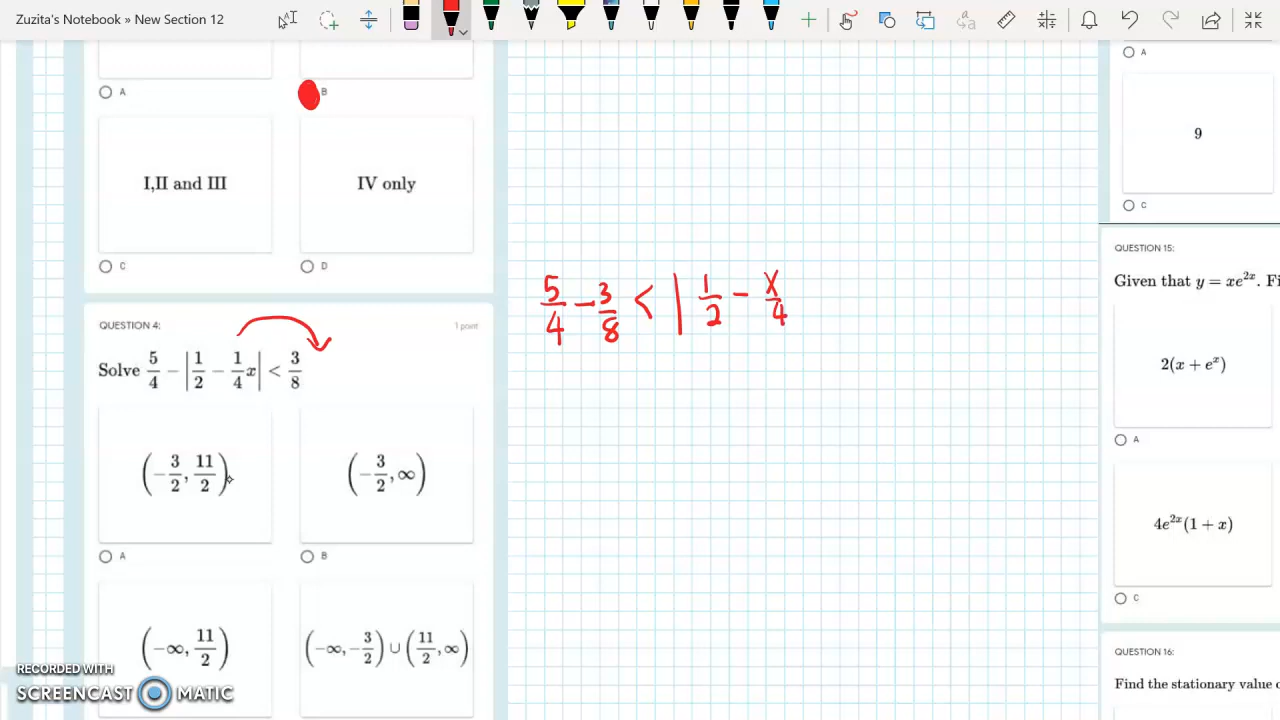 Zuzita's Notebook » New Section 12
A
B
I,II and III
IV only
C
D
QUESTION 4:
1 point
Solve 5/4 − |1/2 − 1/4 x| < 3/8
(−3/2, 11/2)
(−3/2, ∞)
A
B
(−∞, 11/2)
(−∞, −3/2) ∪ (11/2, ∞)
RECORDED WITH
SCREENCAST MATIC
5/4 − 3/8 < | 1/2 − x/4
A
9
C
QUESTION 15:
Given that y = xe^{2x}. Fi
2(x + e^x)
A
4e^{2x}(1 + x)
C
QUESTION 16:
Find the stationary value